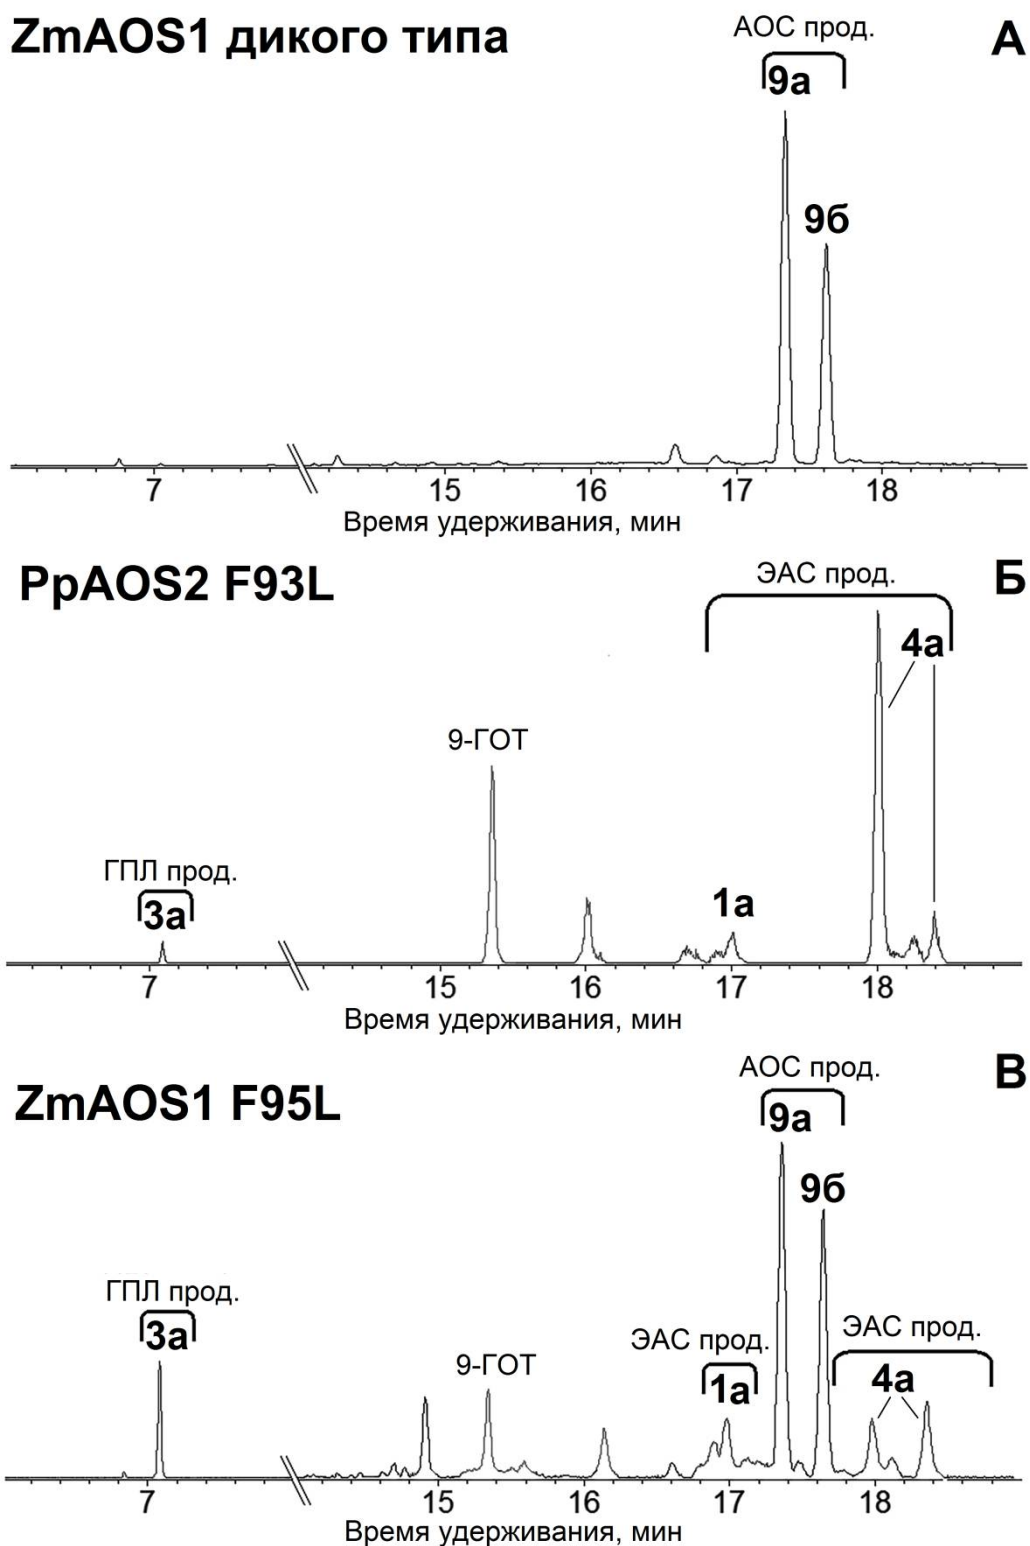 ZmAOS1 дикого типа
А
АОС прод.
9а
9б
7 15 16 17 18
Время удерживания, мин
PpAOS2 F93L
Б
ЭАС прод.
4а
9-ГОТ
ГПЛ прод.
3а
1а
7 15 16 17 18
Время удерживания, мин
ZmAOS1 F95L
В
АОС прод.
9а
9б
ГПЛ прод.
3а
9-ГОТ
ЭАС прод.
1а
ЭАС прод.
4а
7 15 16 17 18
Время удерживания, мин